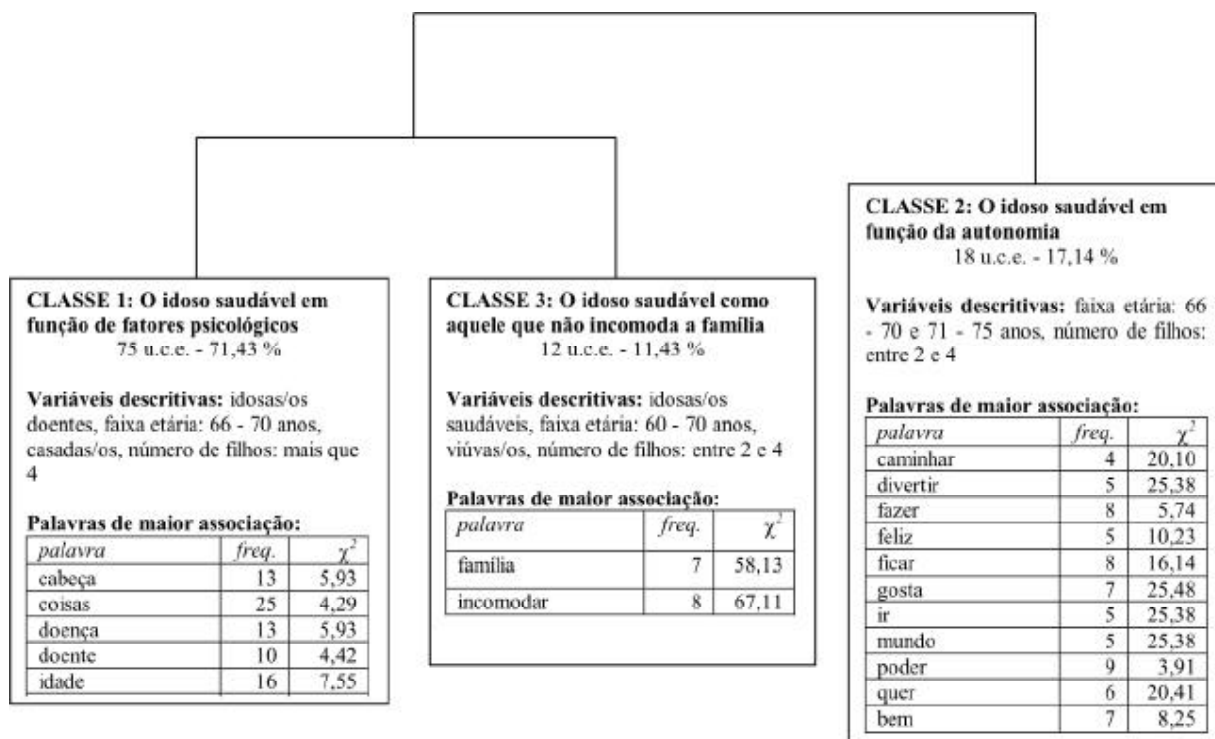 CLASSE 1: O idoso saudável em
função de fatores psicológicos
75 u.c.e. - 71,43 %
Variáveis descritivas: idosas/os
doentes, faixa etária: 66 - 70 anos,
casadas/os, número de filhos: mais que
4
Palavras de maior associação:
palavra freq. χ²
cabeça 13 5,93
coisas 25 4,29
doença 13 5,93
doente 10 4,42
idade 16 7,55
CLASSE 3: O idoso saudável como
aquele que não incomoda a família
12 u.c.e. - 11,43 %
Variáveis descritivas: idosas/os
saudáveis, faixa etária: 60 - 70 anos,
viúvas/os, número de filhos: entre 2 e 4
Palavras de maior associação:
palavra freq. χ²
família 7 58,13
incomodar 8 67,11
CLASSE 2: O idoso saudável em
função da autonomia
18 u.c.e. - 17,14 %
Variáveis descritivas: faixa etária: 66
- 70 e 71 - 75 anos, número de filhos:
entre 2 e 4
Palavras de maior associação:
palavra freq. χ²
caminhar 4 20,10
divertir 5 25,38
fazer 8 5,74
feliz 5 10,23
ficar 8 16,14
gosta 7 25,48
ir 5 25,38
mundo 5 25,38
poder 9 3,91
quer 6 20,41
bem 7 8,25